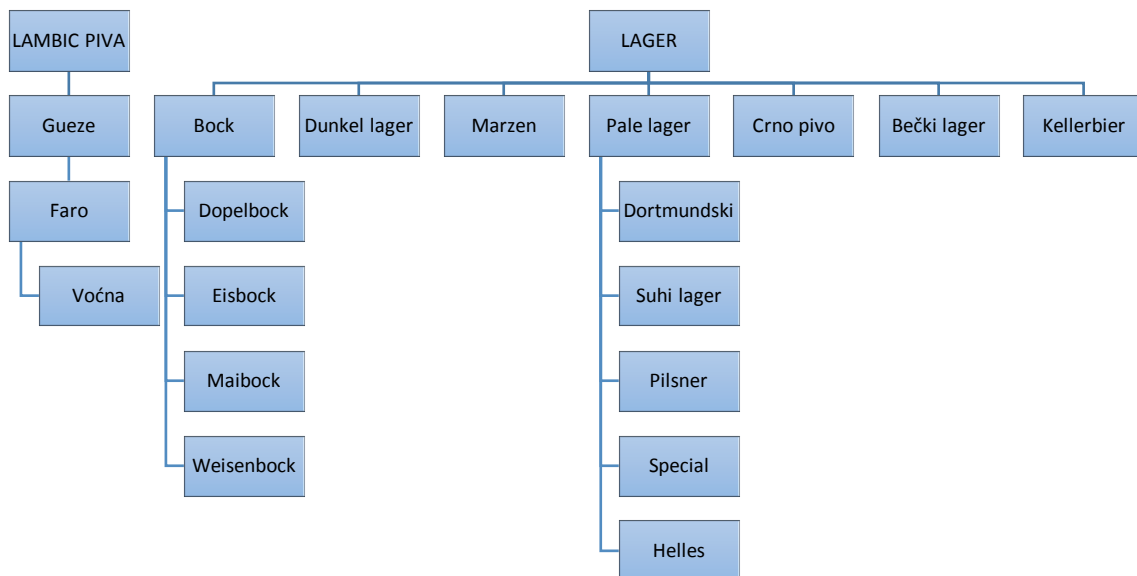 LAMBIC PIVA
LAGER
Gueze
Bock
Dunkel lager
Marzen
Pale lager
Crno pivo
Bečki lager
Kellerbier
Faro
Dopelbock
Dortmundski
Voćna
Eisbock
Suhi lager
Maibock
Pilsner
Weisenbock
Special
Helles